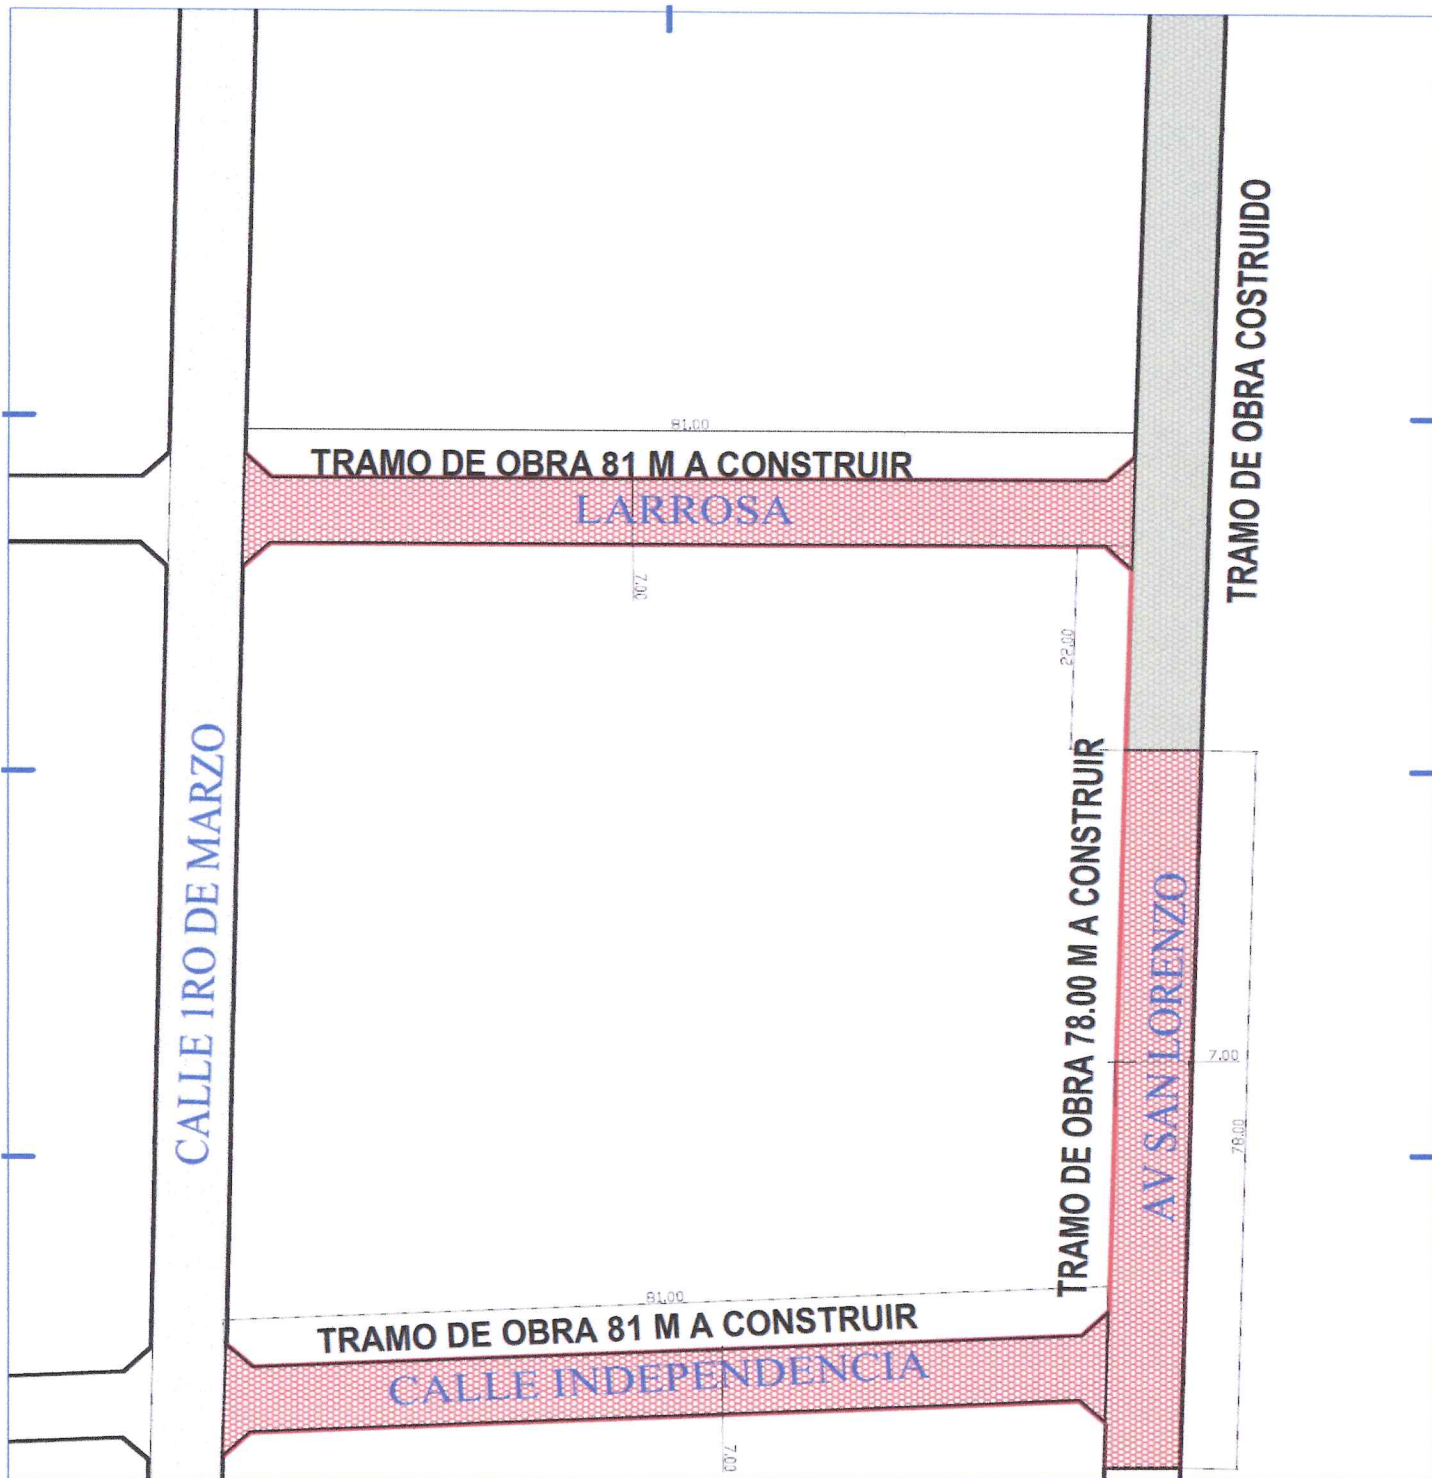 TRAMO DE OBRA COSTRUIDO
81.00
TRAMO DE OBRA 81 M A CONSTRUIR
LARROSA
7.00
22.00
CALLE 1RO DE MARZO
TRAMO DE OBRA 78.00 M A CONSTRUIR
AV SAN LORENZO
7.00
78.00
81.00
TRAMO DE OBRA 81 M A CONSTRUIR
CALLE INDEPENDENCIA
7.00